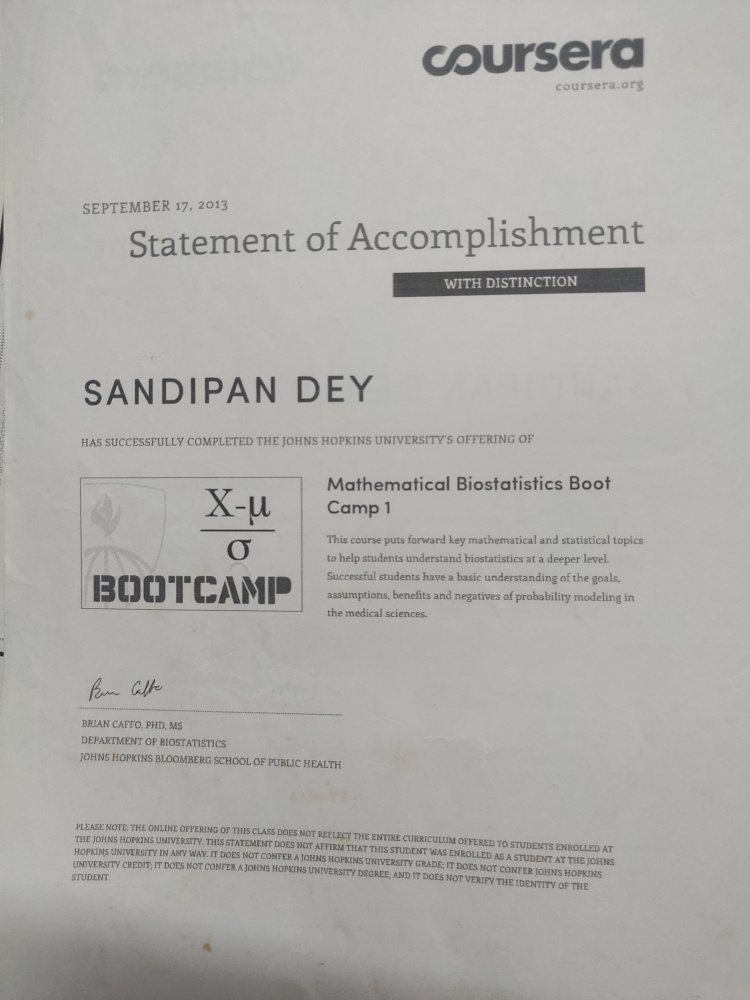 coursera
coursera.org
SEPTEMBER 17, 2013
Statement of Accomplishment
WITH DISTINCTION
SANDIPAN DEY
HAS SUCCESSFULLY COMPLETED THE JOHNS HOPKINS UNIVERSITY'S OFFERING OF
X-μ
σ
BOOTCAMP
Mathematical Biostatistics Boot
Camp 1
This course puts forward key mathematical and statistical topics
to help students understand biostatistics at a deeper level.
Successful students have a basic understanding of the goals,
assumptions, benefits and negatives of probability modeling in
the medical sciences.
Brian Caffo
BRIAN CAFFO, PHD, MS
DEPARTMENT OF BIOSTATISTICS
JOHNS HOPKINS BLOOMBERG SCHOOL OF PUBLIC HEALTH
PLEASE NOTE: THE ONLINE OFFERING OF THIS CLASS DOES NOT REFLECT THE ENTIRE CURRICULUM OFFERED TO STUDENTS ENROLLED AT
THE JOHNS HOPKINS UNIVERSITY. THIS STATEMENT DOES NOT AFFIRM THAT THIS STUDENT WAS ENROLLED AS A STUDENT AT THE JOHNS
HOPKINS UNIVERSITY IN ANY WAY. IT DOES NOT CONFER A JOHNS HOPKINS UNIVERSITY GRADE; IT DOES NOT CONFER JOHNS HOPKINS
UNIVERSITY CREDIT; IT DOES NOT CONFER A JOHNS HOPKINS UNIVERSITY DEGREE; AND IT DOES NOT VERIFY THE IDENTITY OF THE
STUDENT.